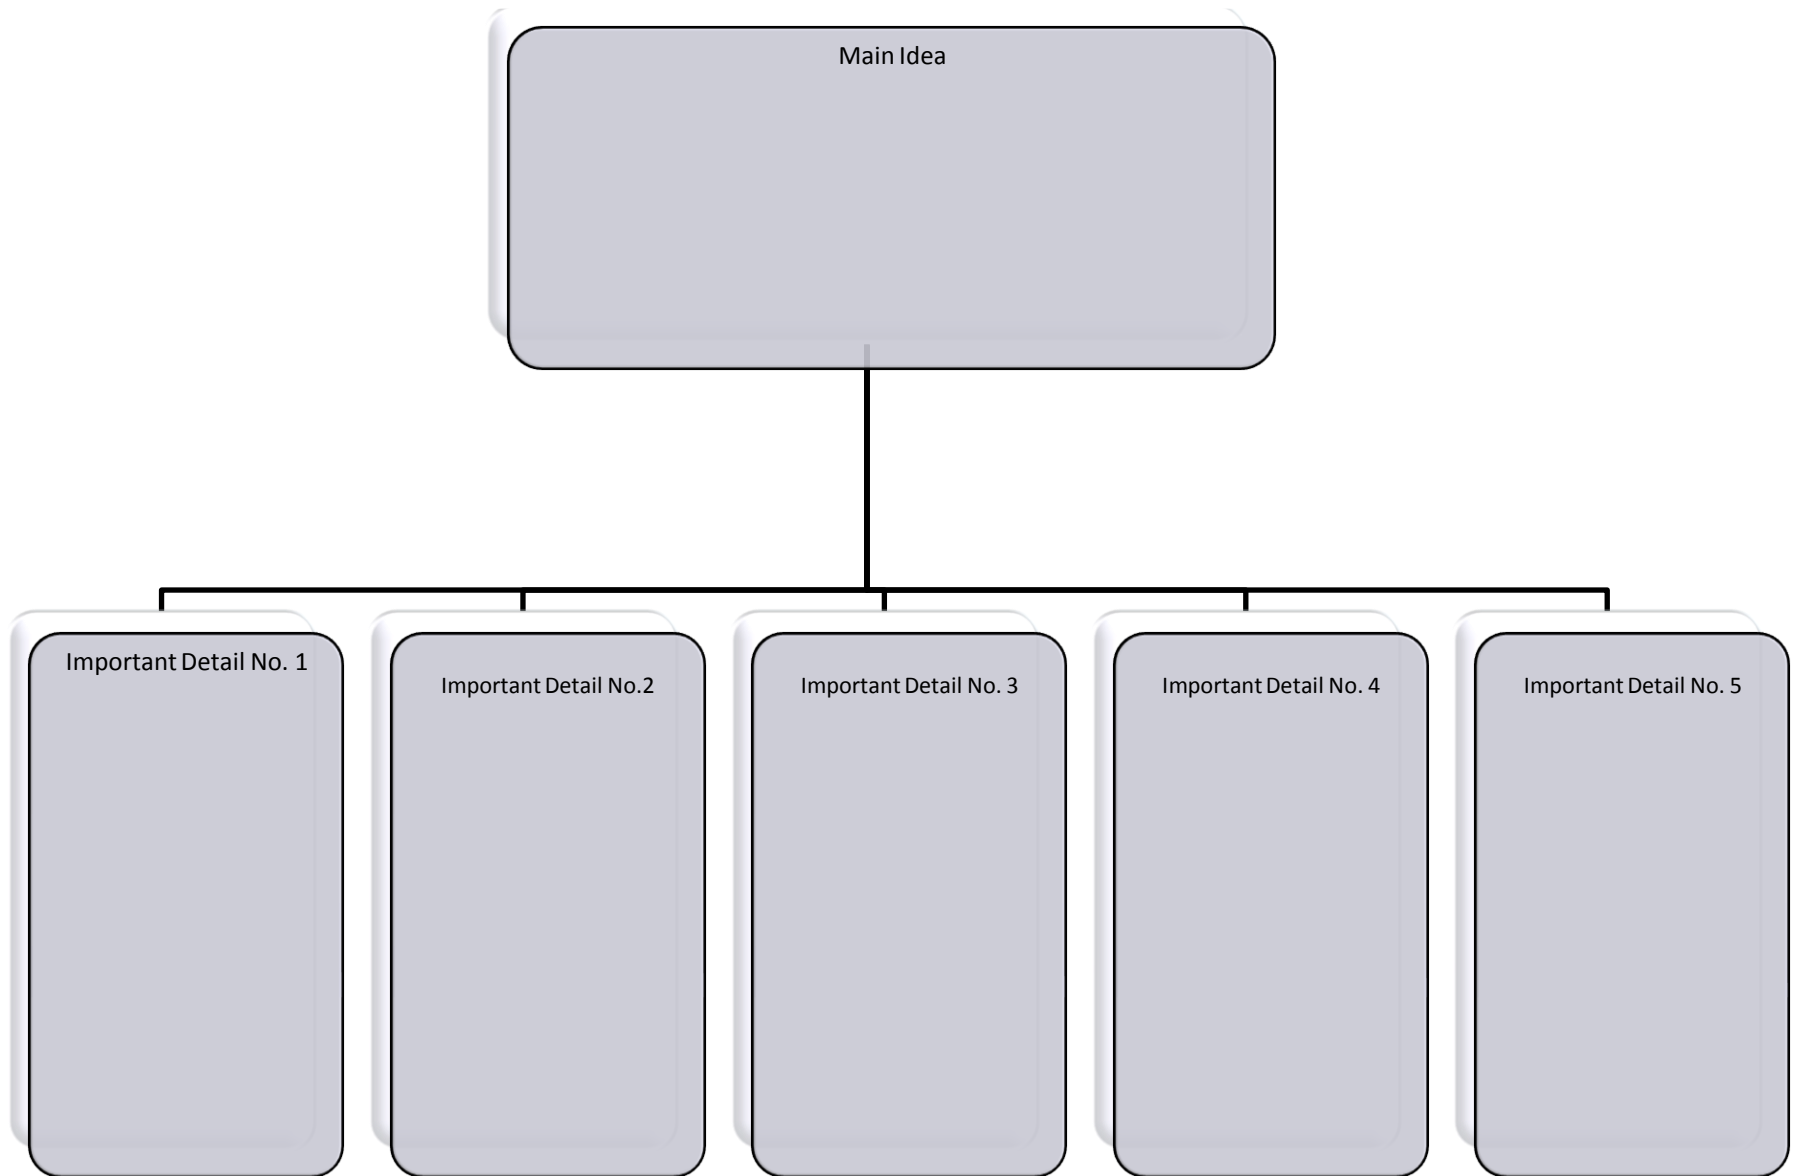 Main Idea
Important Detail No. 1
Important Detail No.2
Important Detail No. 3
Important Detail No. 4
Important Detail No. 5